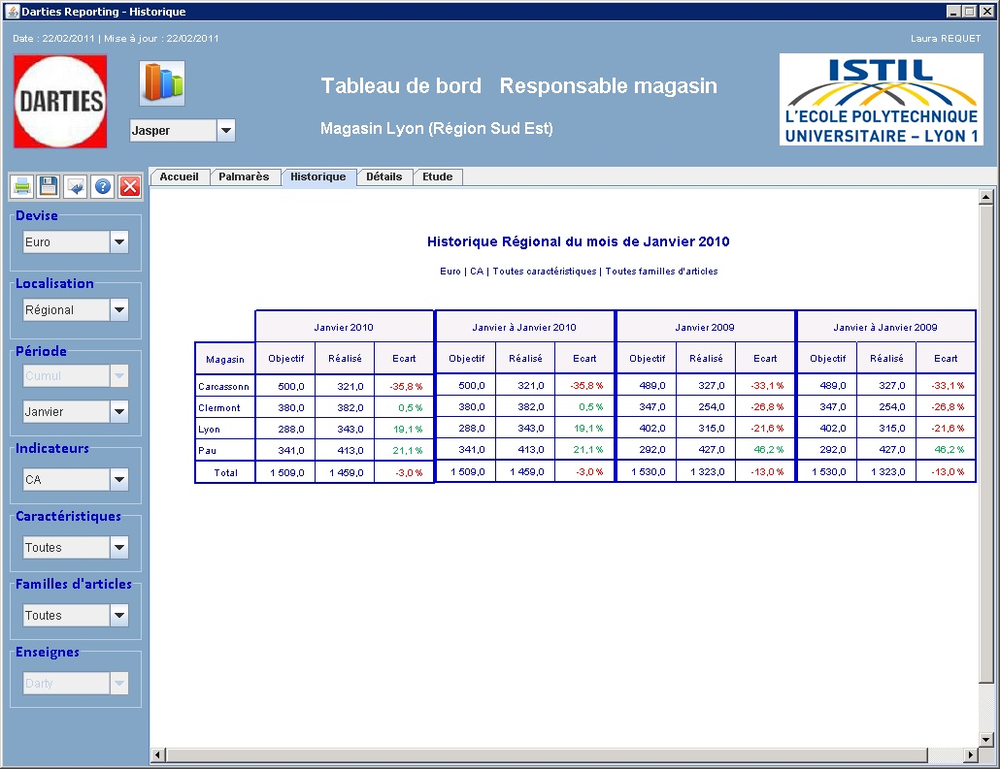 Darties Reporting - Historique
Date : 22/02/2011 | Mise à jour : 22/02/2011
Laura REQUET
DARTIES
Jasper
Tableau de bord Responsable magasin
Magasin Lyon (Région Sud Est)
ISTIL
L'ECOLE POLYTECHNIQUE
UNIVERSITAIRE – LYON 1
Accueil Palmarès Historique Détails Etude
Devise
Euro
Localisation
Régional
Période
Cumul
Janvier
Indicateurs
CA
Caractéristiques
Toutes
Familles d'articles
Toutes
Enseignes
Darty
Historique Régional du mois de Janvier 2010
Euro | CA | Toutes caractéristiques | Toutes familles d'articles
Janvier 2010 Janvier à Janvier 2010 Janvier 2009 Janvier à Janvier 2009
Magasin Objectif Réalisé Ecart Objectif Réalisé Ecart Objectif Réalisé Ecart Objectif Réalisé Ecart
Carcassonn 500,0 321,0 -35,8 % 500,0 321,0 -35,8 % 489,0 327,0 -33,1 % 489,0 327,0 -33,1 %
Clermont 380,0 382,0 0,5 % 380,0 382,0 0,5 % 347,0 254,0 -26,8 % 347,0 254,0 -26,8 %
Lyon 288,0 343,0 19,1 % 288,0 343,0 19,1 % 402,0 315,0 -21,6 % 402,0 315,0 -21,6 %
Pau 341,0 413,0 21,1 % 341,0 413,0 21,1 % 292,0 427,0 46,2 % 292,0 427,0 46,2 %
Total 1 509,0 1 459,0 -3,0 % 1 509,0 1 459,0 -3,0 % 1 530,0 1 323,0 -13,0 % 1 530,0 1 323,0 -13,0 %